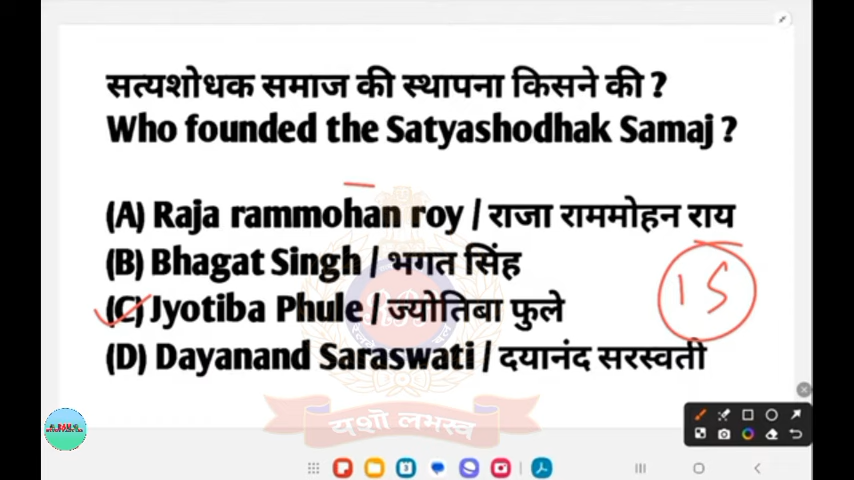 सत्यशोधक समाज की स्थापना किसने की ?
Who founded the Satyashodhak Samaj ?
(A) Raja rammohan roy / राजा राममोहन राय
(B) Bhagat Singh / भगत सिंह
(C) Jyotiba Phule / ज्योतिबा फुले
(D) Dayanand Saraswati / दयानंद सरस्वती
15
यशो लभस्व